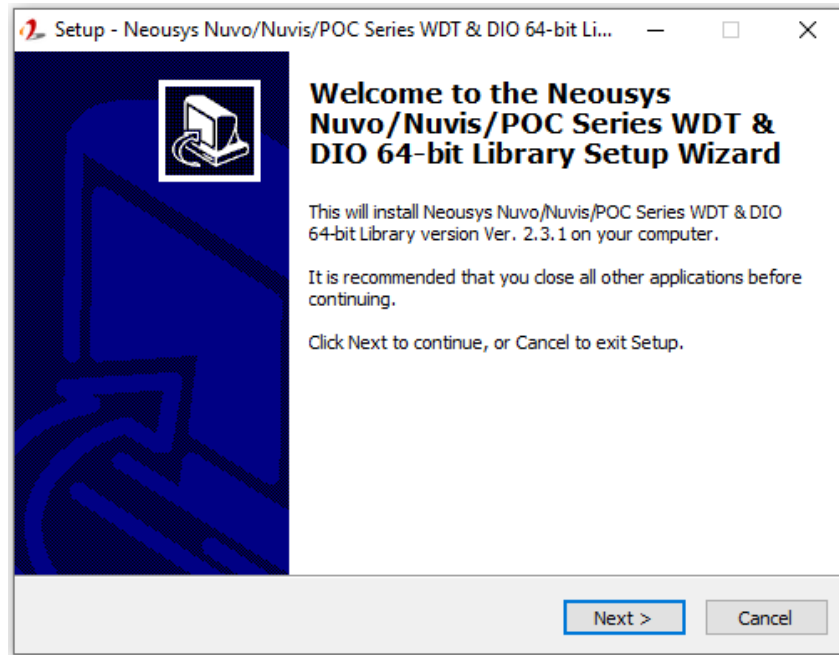 Setup - Neousys Nuvo/Nuvis/POC Series WDT & DIO 64-bit Li...
Welcome to the Neousys
Nuvo/Nuvis/POC Series WDT &
DIO 64-bit Library Setup Wizard
This will install Neousys Nuvo/Nuvis/POC Series WDT & DIO
64-bit Library version Ver. 2.3.1 on your computer.
It is recommended that you close all other applications before
continuing.
Click Next to continue, or Cancel to exit Setup.
Next >
Cancel